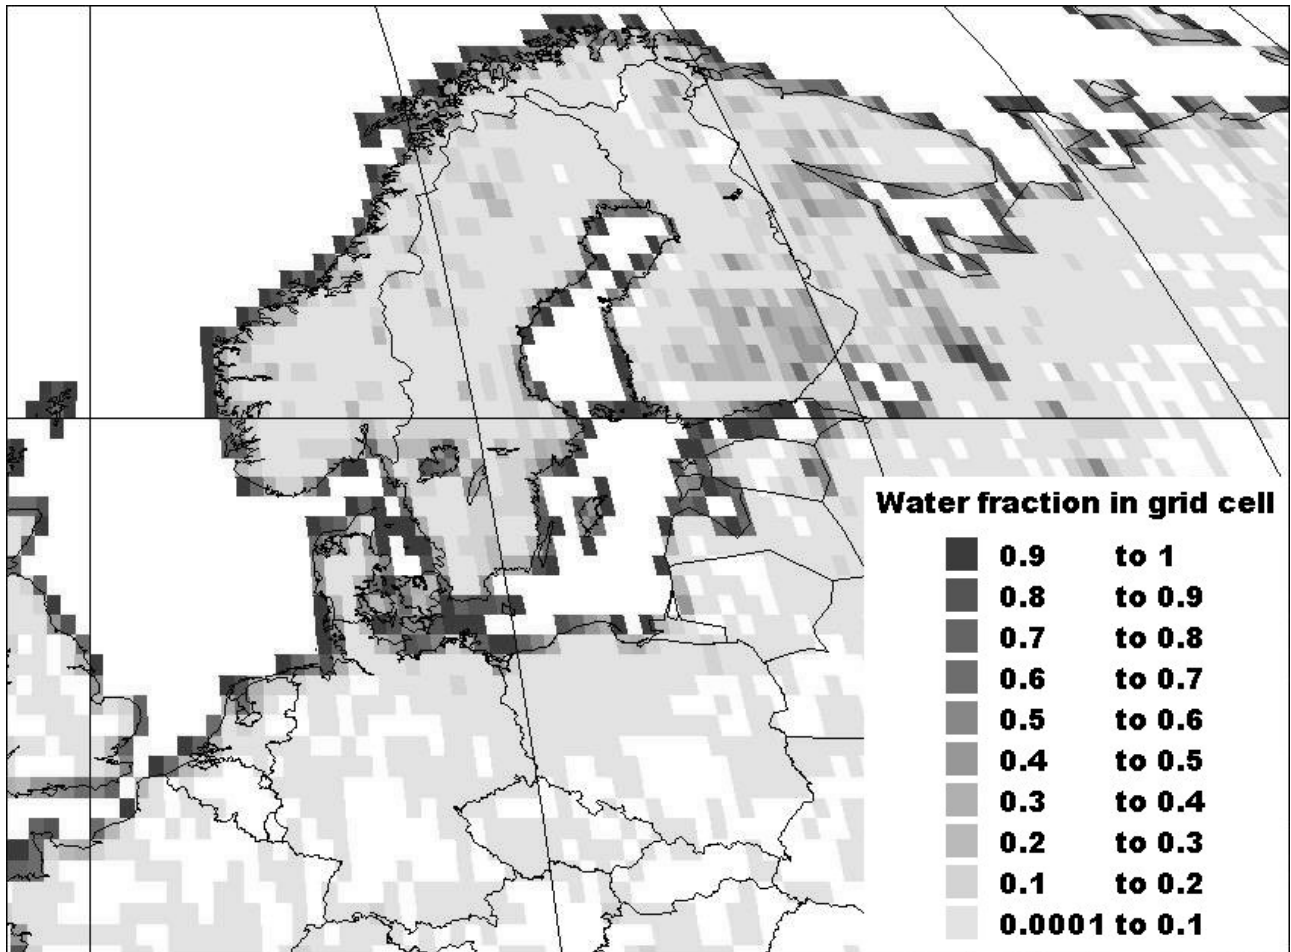 Water fraction in grid cell
0.9 to 1
0.8 to 0.9
0.7 to 0.8
0.6 to 0.7
0.5 to 0.6
0.4 to 0.5
0.3 to 0.4
0.2 to 0.3
0.1 to 0.2
0.0001 to 0.1